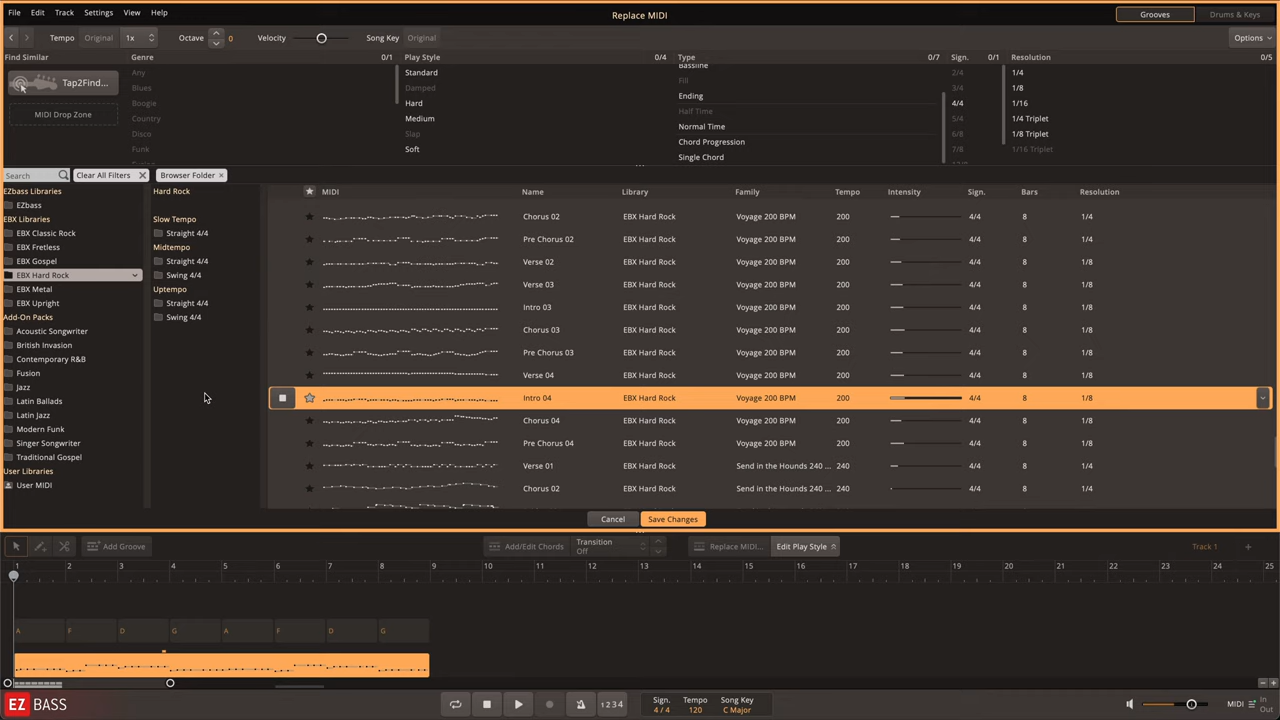 File Edit Track Settings View Help Replace MIDI Grooves Drums & Keys
Tempo Original 1x Octave 0 Velocity Song Key Original Options
Find Similar Genre 0/1 Play Style 0/4 Type 0/7 Sign. 0/1 Resolution 0/5
Tap2Find...
MIDI Drop Zone
Any
Blues
Boogie
Country
Disco
Funk
Standard
Damped
Hard
Medium
Slap
Soft
Bassline
Fill
Ending
Half Time
Normal Time
Chord Progression
Single Chord
2/4
3/4
4/4
5/4
6/8
7/8
1/4
1/8
1/16
1/4 Triplet
1/8 Triplet
1/16 Triplet
Search Clear All Filters Browser Folder
EZbass Libraries
EZbass
EBX Libraries
EBX Classic Rock
EBX Fretless
EBX Gospel
EBX Hard Rock
EBX Metal
EBX Upright
Add-On Packs
Acoustic Songwriter
British Invasion
Contemporary R&B
Fusion
Jazz
Latin Ballads
Latin Jazz
Modern Funk
Singer Songwriter
Traditional Gospel
User Libraries
User MIDI
Hard Rock
Slow Tempo
Straight 4/4
Midtempo
Straight 4/4
Swing 4/4
Uptempo
Straight 4/4
Swing 4/4
MIDI Name Library Family Tempo Intensity Sign. Bars Resolution
Chorus 02 EBX Hard Rock Voyage 200 BPM 200 4/4 8 1/4
Pre Chorus 02 EBX Hard Rock Voyage 200 BPM 200 4/4 8 1/4
Verse 02 EBX Hard Rock Voyage 200 BPM 200 4/4 8 1/8
Verse 03 EBX Hard Rock Voyage 200 BPM 200 4/4 8 1/8
Intro 03 EBX Hard Rock Voyage 200 BPM 200 4/4 8 1/8
Chorus 03 EBX Hard Rock Voyage 200 BPM 200 4/4 8 1/8
Pre Chorus 03 EBX Hard Rock Voyage 200 BPM 200 4/4 8 1/8
Verse 04 EBX Hard Rock Voyage 200 BPM 200 4/4 8 1/8
Intro 04 EBX Hard Rock Voyage 200 BPM 200 4/4 8 1/8
Chorus 04 EBX Hard Rock Voyage 200 BPM 200 4/4 8 1/8
Pre Chorus 04 EBX Hard Rock Voyage 200 BPM 200 4/4 8 1/8
Verse 01 EBX Hard Rock Send in the Hounds 240 ... 240 4/4 8 1/4
Chorus 02 EBX Hard Rock Send in the Hounds 240 ... 240 4/4 8 1/8
Cancel Save Changes
Add Groove Add/Edit Chords Transition Off Replace MIDI... Edit Play Style Track 1
1 2 3 4 5 6 7 8 9 10 11 12 13 14 15 16 17 18 19 20 21 22 23 24 25
A F D G A F D G
EZ BASS 1234 Sign. Tempo Song Key MIDI In
4 / 4 120 C Major Out